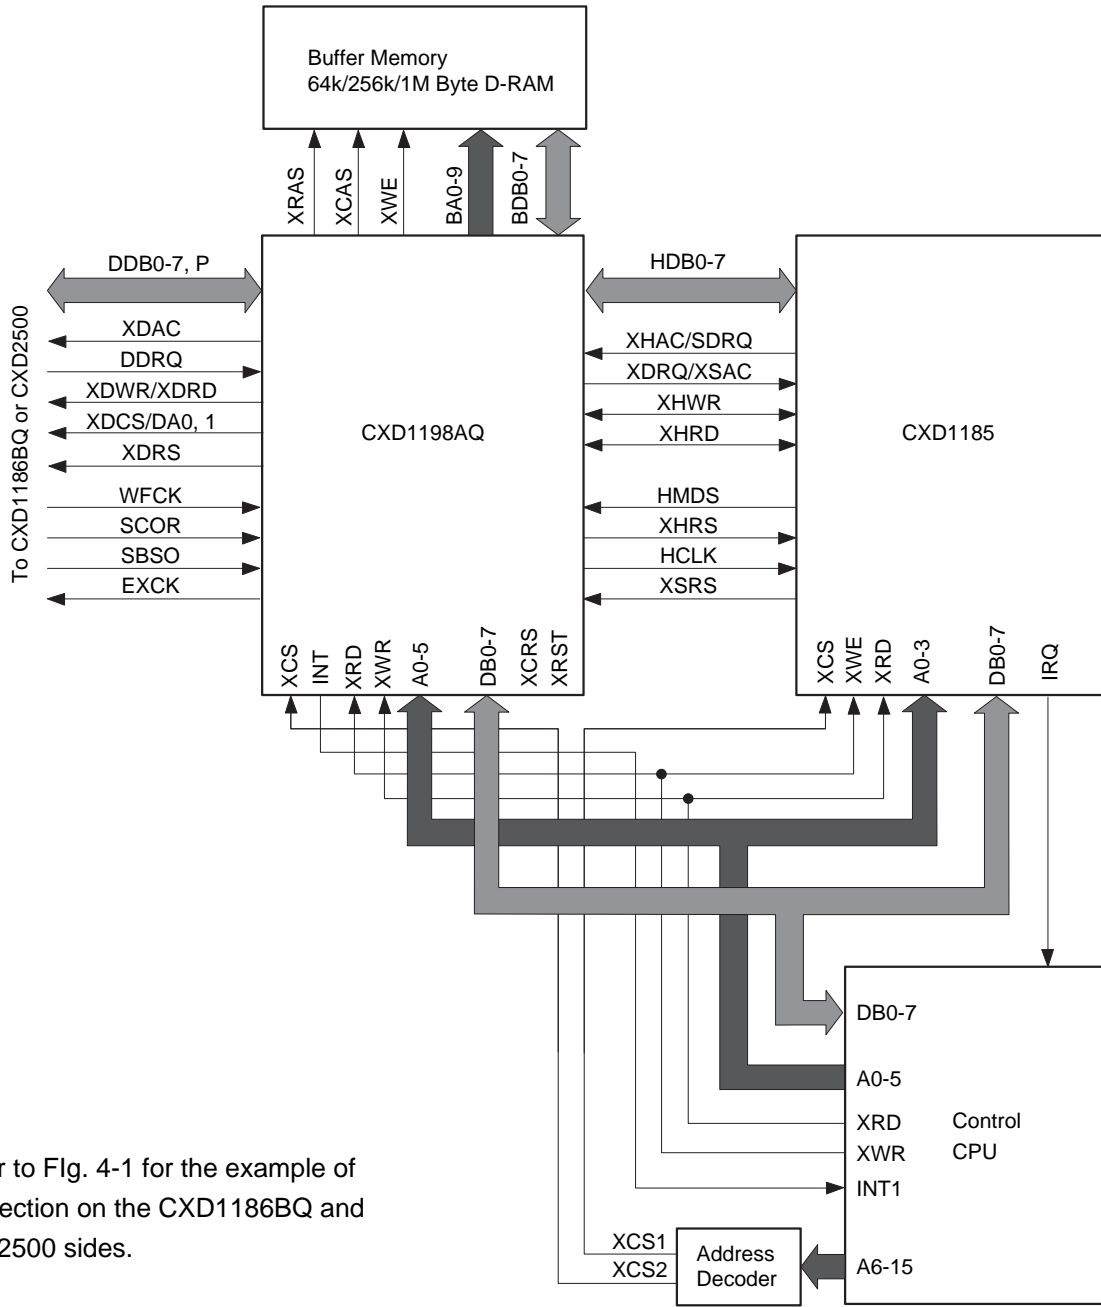 Buffer Memory
64k/256k/1M Byte D-RAM
XRAS
XCAS
XWE
BA0-9
BDB0-7
To CXD1186BQ or CXD2500
DDB0-7, P
XDAC
DDRQ
XDWR/XDRD
XDCS/DA0, 1
XDRS
WFCK
SCOR
SBSO
EXCK
CXD1198AQ
HDB0-7
XHAC/SDRQ
XDRQ/XSAC
XHWR
XHRD
HMDS
XHRS
HCLK
XSRS
CXD1185
XCS
INT
XRD
XWR
A0-5
DB0-7
XCRS
XRST
XCS
XWE
XRD
A0-3
DB0-7
IRQ
DB0-7
A0-5
XRD
XWR
INT1
A6-15
Control
CPU
XCS1
XCS2
Address
Decoder
r to FIg. 4-1 for the example of
ection on the CXD1186BQ and
2500 sides.